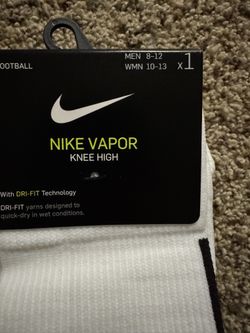 OOTBALL
MEN 8-12
WMN 10-13 x1
NIKE VAPOR
KNEE HIGH
With DRI-FIT Technology
DRI-FIT yarns designed to
quick-dry in wet conditions.